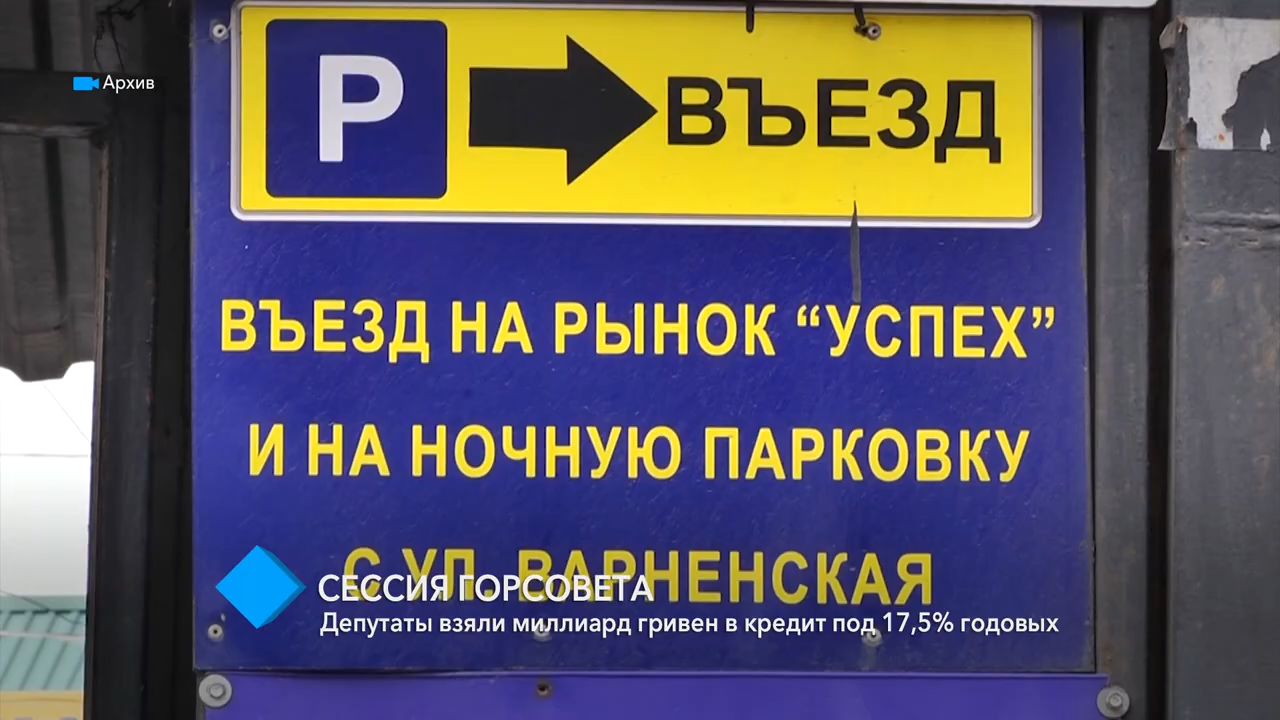 Архив
P ВЪЕЗД
ВЪЕЗД НА РЫНОК “УСПЕХ”
И НА НОЧНУЮ ПАРКОВКУ
С УЛ. ВАРНЕНСКАЯ
СЕССИЯ ГОРСОВЕТА
Депутаты взяли миллиард гривен в кредит под 17,5% годовых